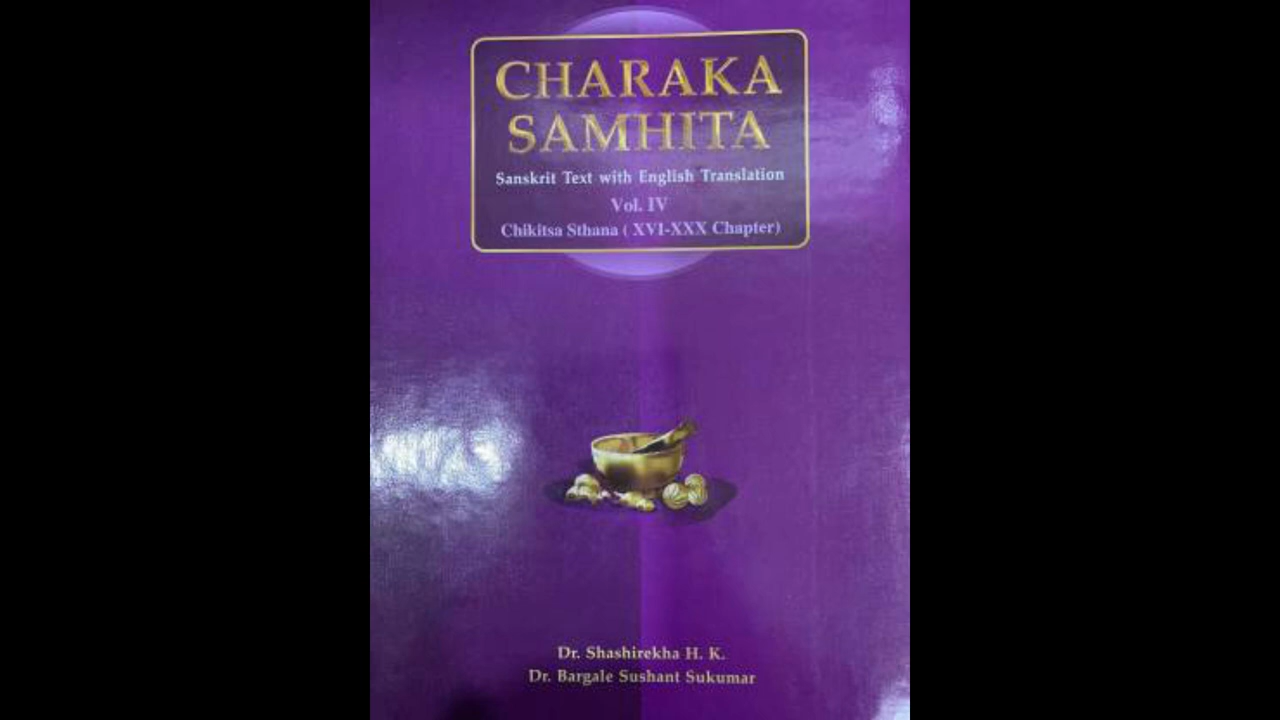 CHARAKA
SAMHITA
Sanskrit Text with English Translation
Vol. IV
Chikitsa Sthana ( XVI-XXX Chapter)
Dr. Shashirekha H. K.
Dr. Bargale Sushant Sukumar